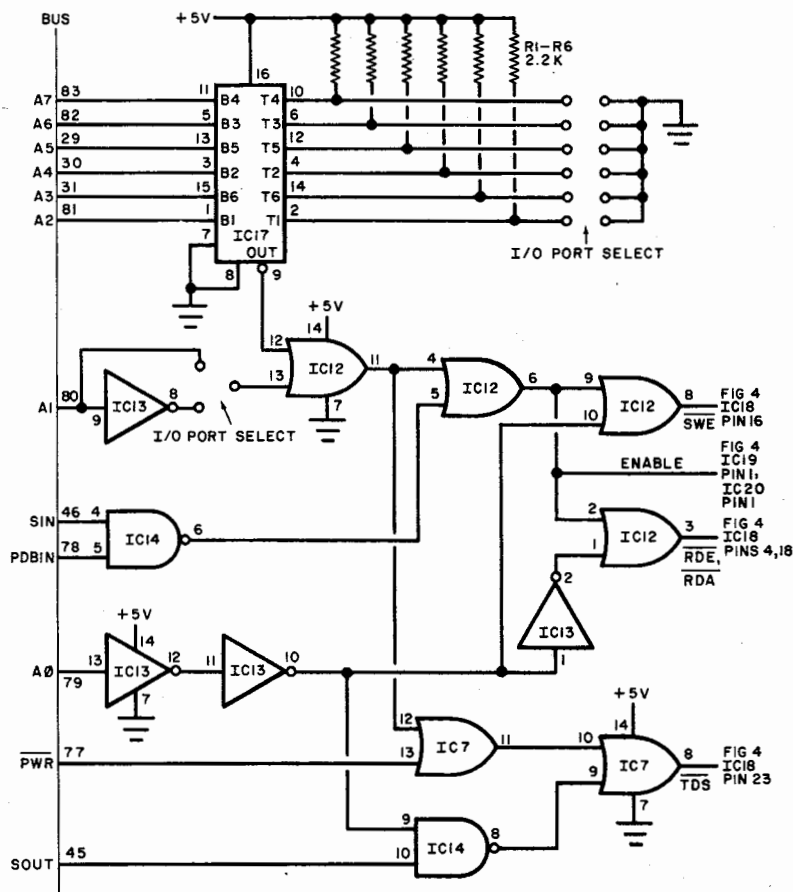 BUS
+5V
R1-R6
2.2K
16
A7 83 11 B4 T4 10
A6 82 5 B3 T3 6
A5 29 13 B5 T5 12
A4 30 3 B2 T2 4
A3 31 15 B6 T6 14
A2 81 1 B1 T1 2
7 IC17
OUT
8 9
I/O PORT SELECT
+5V
14
12
13 IC12 11
7
4
5 IC12 6
9
10 IC12 8
SWE
FIG 4
IC18
PIN 16
A1 80 9 IC13 8
I/O PORT SELECT
ENABLE
FIG 4
IC19
PIN 1,
IC20
PIN 1
SIN 46 4
PDBIN 78 5 IC14 6
2
1 IC12 3
RDE,
RDA
FIG 4
IC18
PINS 4,18
2
IC13
1
+5V
14
AØ 79 13 IC13 12
7
11 IC13 10
PWR 77
12
13 IC7 11
+5V
14
10
9 IC7 8
7
TDS
FIG 4
IC18
PIN 23
9
10 IC14 8
SOUT 45